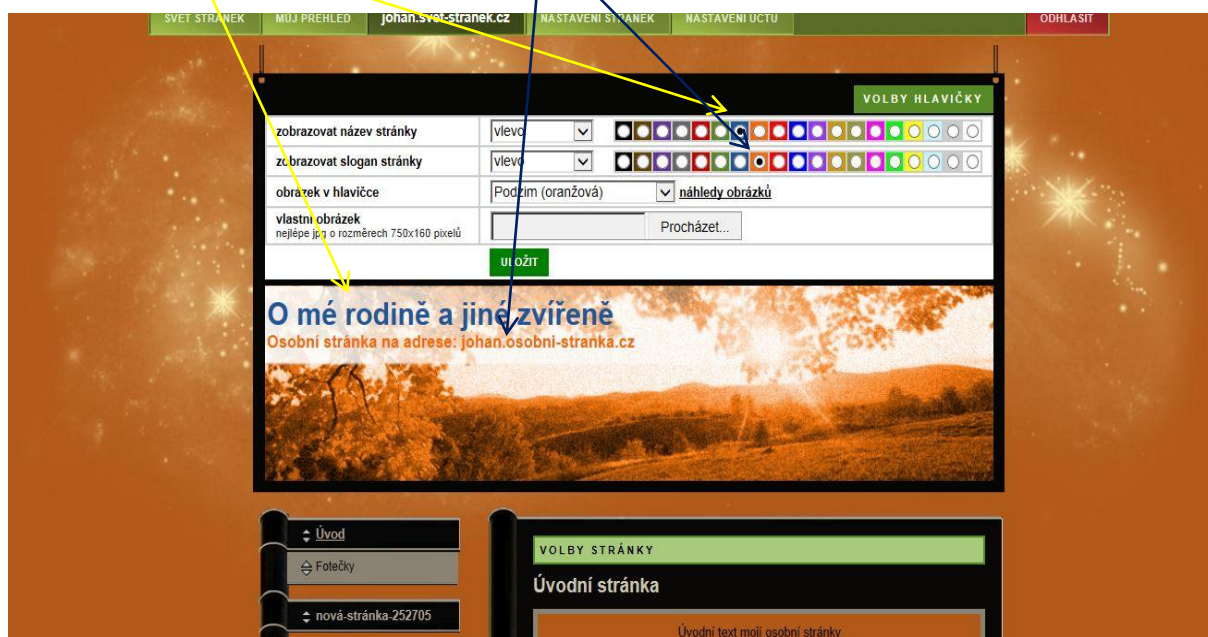 SVĚT STRÁNEK MŮJ PŘEHLED johan.svet-stranek.cz NASTAVENÍ STRÁNEK NASTAVENÍ ÚČTU ODHLÁSIT
VOLBY HLAVIČKY
zobrazovat název stránky vlevo
zobrazovat slogan stránky vlevo
obrázek v hlavičce Podzim (oranžová) náhledy obrázků
vlastní obrázek
nejlépe jpg o rozměrech 750x160 pixelů Procházet...
ULOŽIT
O mé rodině a jiné zvířeně
Osobní stránka na adrese: johan.osobni-stranka.cz
Úvod
Fotečky
nová-stránka-252705
VOLBY STRÁNKY
Úvodní stránka
Úvodní text mojí osobní stránky